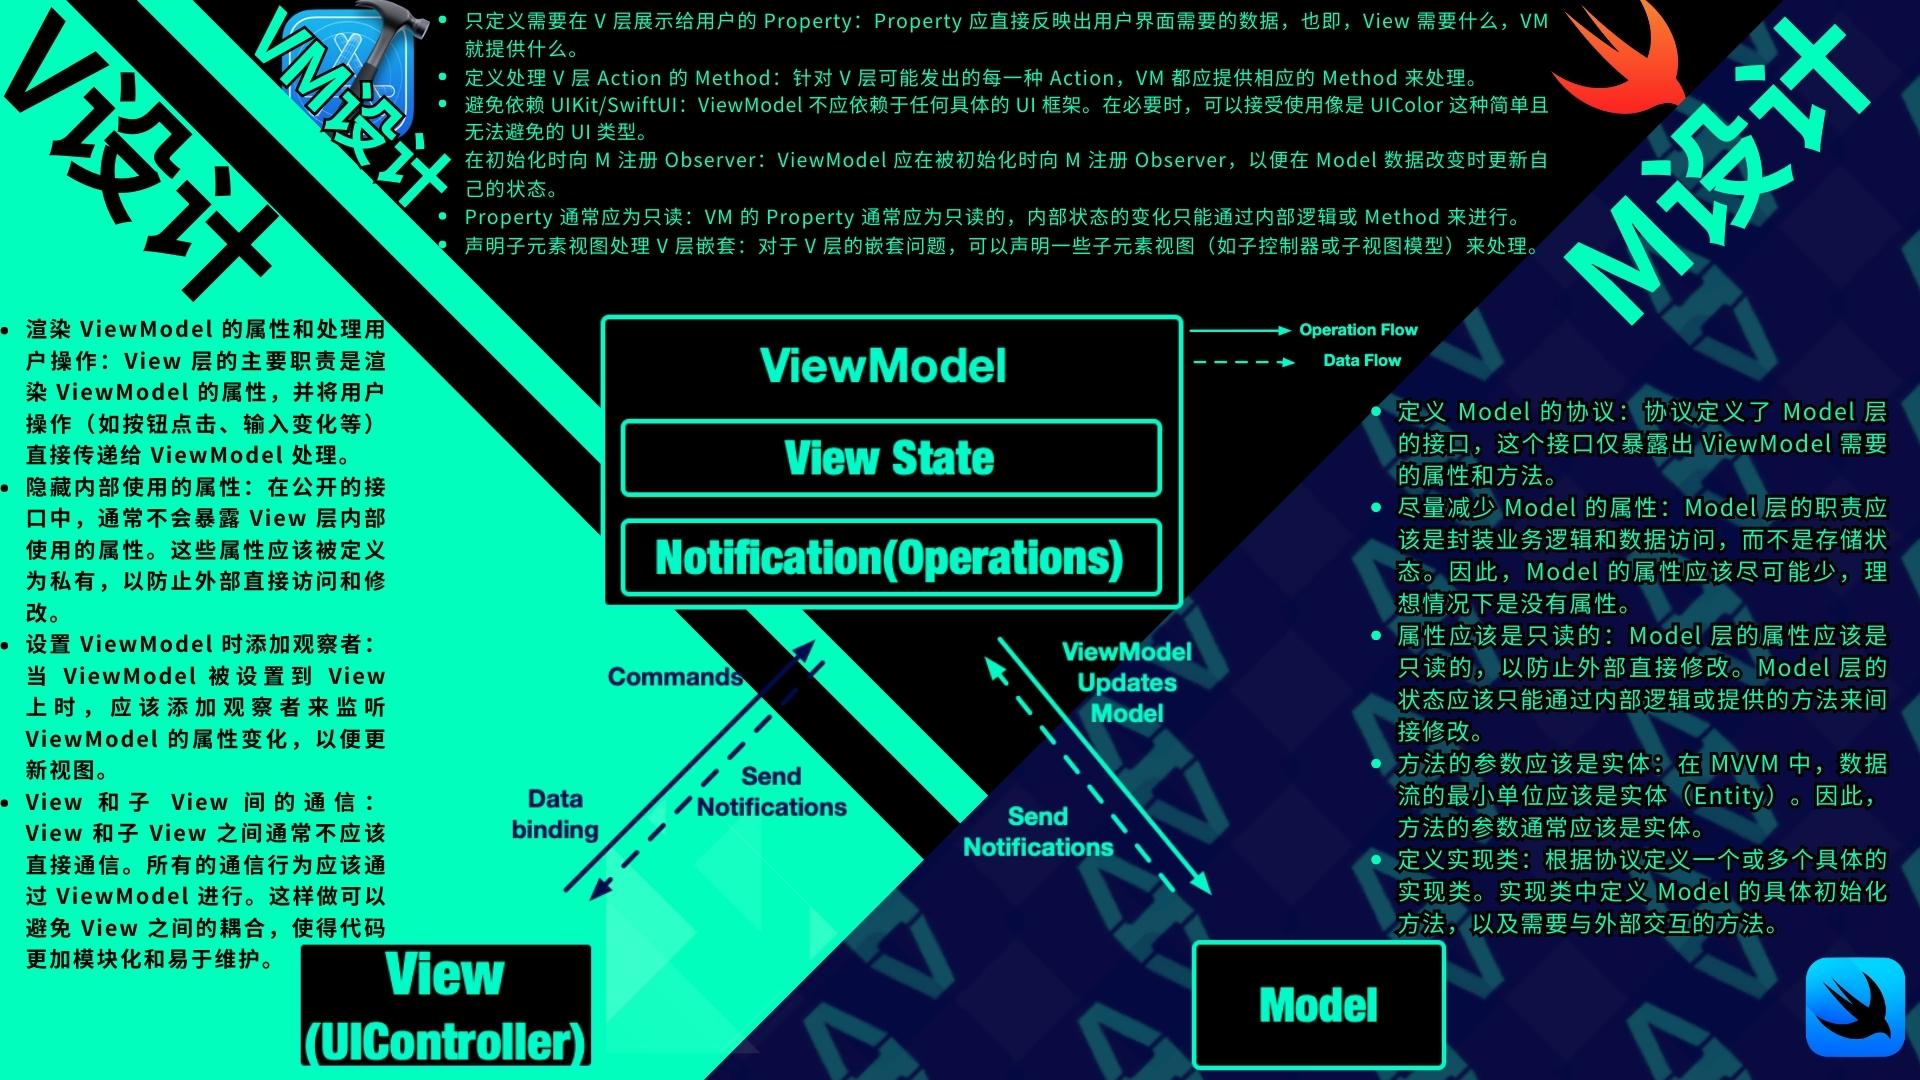 V设计
VM设计
只定义需要在 V 层展示给用户的 Property：Property 应直接反映出用户界面需要的数据，也即，View 需要什么，VM
就提供什么。
定义处理 V 层 Action 的 Method：针对 V 层可能发出的每一种 Action，VM 都应提供相应的 Method 来处理。
避免依赖 UIKit/SwiftUI：ViewModel 不应依赖于任何具体的 UI 框架。在必要时，可以接受使用像是 UIColor 这种简单且
无法避免的 UI 类型。
在初始化时向 M 注册 Observer：ViewModel 应在被初始化时向 M 注册 Observer，以便在 Model 数据改变时更新自
己的状态。
Property 通常应为只读：VM 的 Property 通常应为只读的，内部状态的变化只能通过内部逻辑或 Method 来进行。
声明子元素视图处理 V 层嵌套：对于 V 层的嵌套问题，可以声明一些子元素视图（如子控制器或子视图模型）来处理。
M设计
渲染 ViewModel 的属性和处理用
户操作：View 层的主要职责是渲
染 ViewModel 的属性，并将用户
操作（如按钮点击、输入变化等）
直接传递给 ViewModel 处理。
隐藏内部使用的属性：在公开的接
口中，通常不会暴露 View 层内部
使用的属性。这些属性应该被定义
为私有，以防止外部直接访问和修
改。
设置 ViewModel 时添加观察者：
当 ViewModel 被设置到 View
上时，应该添加观察者来监听
ViewModel 的属性变化，以便更
新视图。
View 和子 View 间的通信：
View 和子 View 之间通常不应该
直接通信。所有的通信行为应该通
过 ViewModel 进行。这样做可以
避免 View 之间的耦合，使得代码
更加模块化和易于维护。
ViewModel
View State
Notification(Operations)
Operation Flow
Data Flow
Commands
Data
binding
Send
Notifications
ViewModel
Updates
Model
Send
Notifications
View
(UIController)
Model
定义 Model 的协议：协议定义了 Model 层
的接口，这个接口仅暴露出 ViewModel 需要
的属性和方法。
尽量减少 Model 的属性：Model 层的职责应
该是封装业务逻辑和数据访问，而不是存储状
态。因此，Model 的属性应该尽可能少，理
想情况下是没有属性。
属性应该是只读的：Model 层的属性应该是
只读的，以防止外部直接修改。Model 层的
状态应该只能通过内部逻辑或提供的方法来间
接修改。
方法的参数应该是实体：在 MVVM 中，数据
流的最小单位应该是实体（Entity）。因此，
方法的参数通常应该是实体。
定义实现类：根据协议定义一个或多个具体的
实现类。实现类中定义 Model 的具体初始化
方法，以及需要与外部交互的方法。